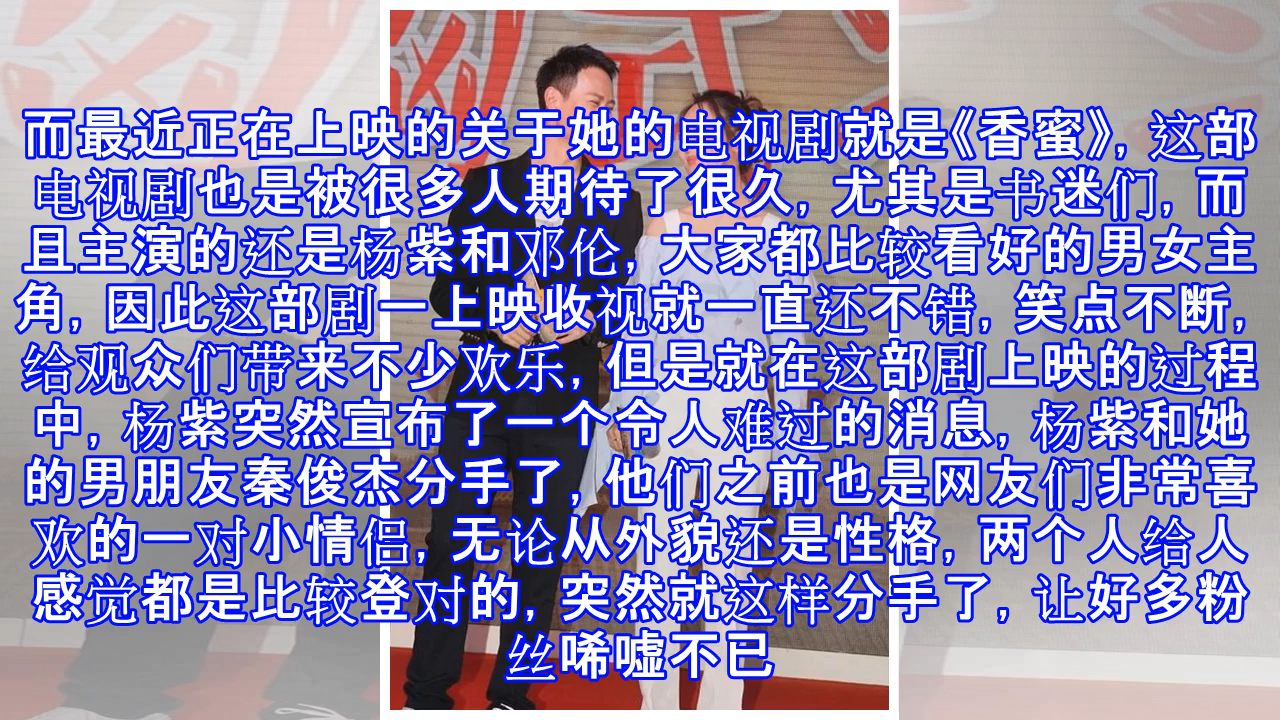 而最近正在上映的关于她的电视剧就是《香蜜》,这部
电视剧也是被很多人期待了很久,尤其是书迷们,而
且主演的还是杨紫和邓伦,大家都比较看好的男女主
角,因此这部剧一上映收视就一直还不错,笑点不断,
给观众们带来不少欢乐,但是就在这部剧上映的过程
中,杨紫突然宣布了一个令人难过的消息,杨紫和她
的男朋友秦俊杰分手了,他们之前也是网友们非常喜
欢的一对小情侣,无论从外貌还是性格,两个人给人
感觉都是比较登对的,突然就这样分手了,让好多粉
丝唏嘘不已